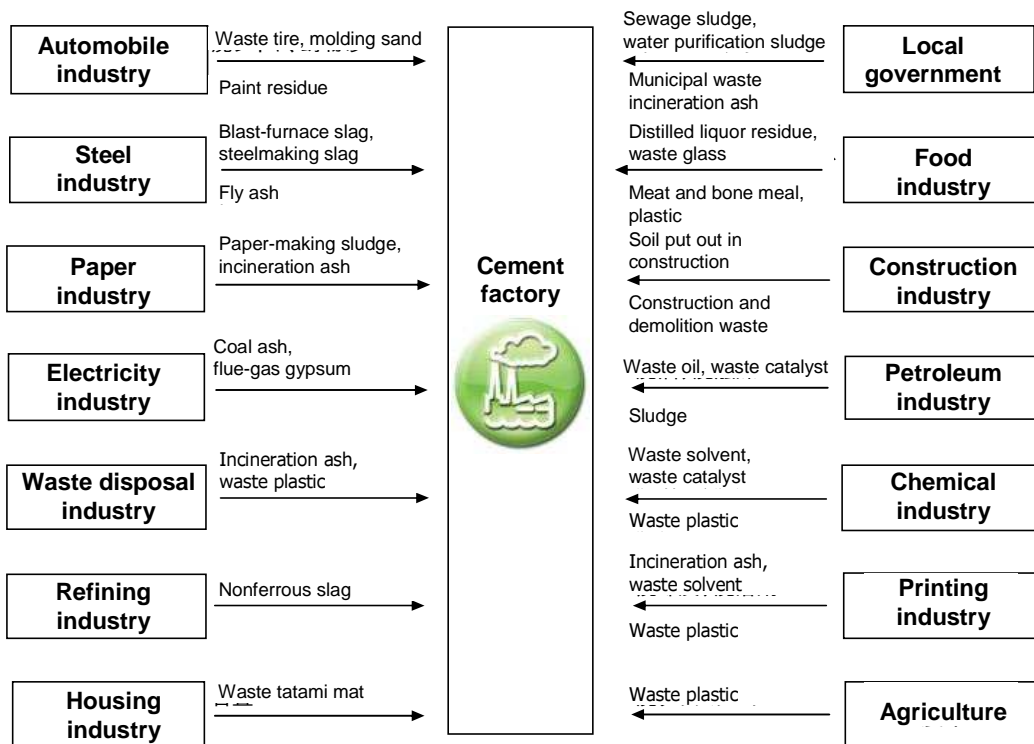 Automobile
industry
Waste tire, molding sand
Paint residue
Steel
industry
Blast-furnace slag,
steelmaking slag
Fly ash
Paper
industry
Paper-making sludge,
incineration ash
Electricity
industry
Coal ash,
flue-gas gypsum
Waste disposal
industry
Incineration ash,
waste plastic
Refining
industry
Nonferrous slag
Housing
industry
Waste tatami mat
Cement
factory
Sewage sludge,
water purification sludge
Municipal waste
incineration ash
Local
government
Distilled liquor residue,
waste glass
Meat and bone meal,
plastic
Food
industry
Soil put out in
construction
Construction and
demolition waste
Construction
industry
Waste oil, waste catalyst
Sludge
Petroleum
industry
Waste solvent,
waste catalyst
Waste plastic
Chemical
industry
Incineration ash,
waste solvent
Waste plastic
Printing
industry
Waste plastic
Agriculture